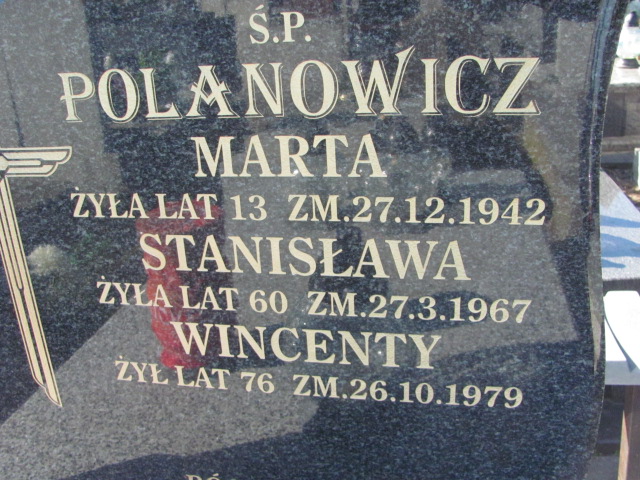 Ś.P.
POLANOWICZ
MARTA
ŻYŁA LAT 13 ZM.27.12.1942
STANISŁAWA
ŻYŁA LAT 60 ZM.27.3.1967
WINCENTY
ŻYŁ LAT 76 ZM.26.10.1979